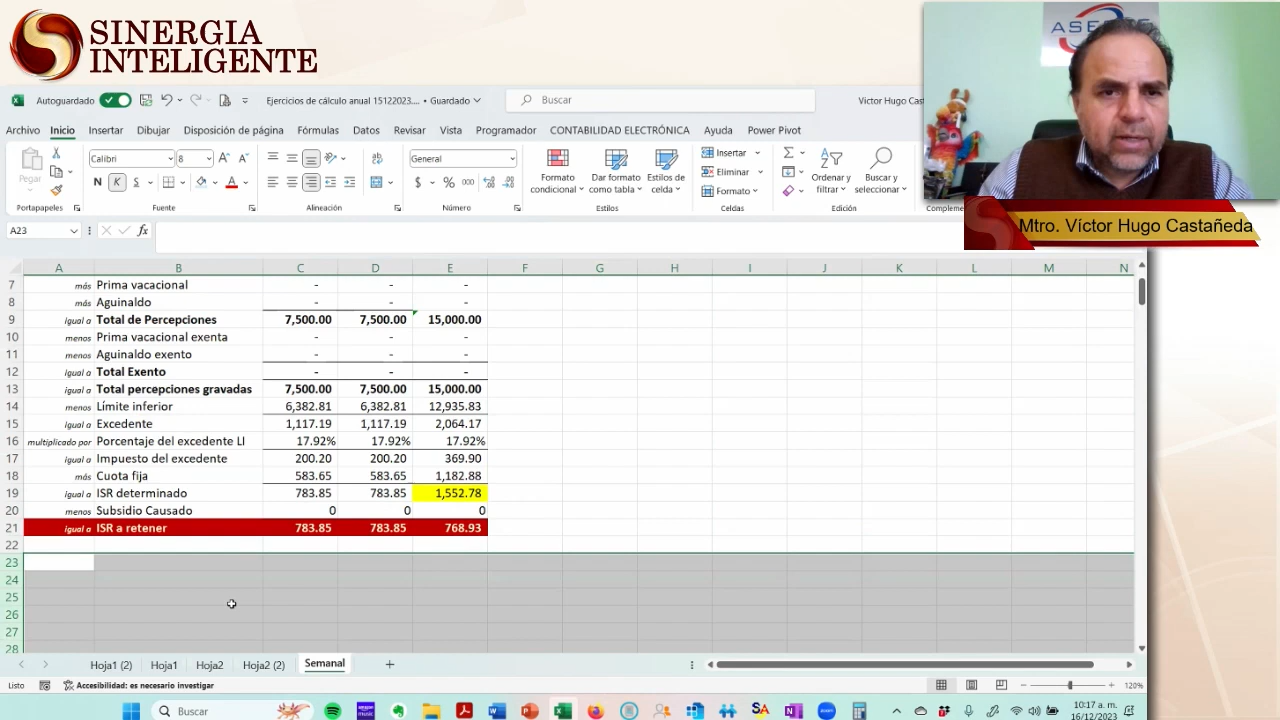 SINERGIA
INTELIGENTE
Autoguardado
Ejercicios de cálculo anual 15122023.... • Guardado
Buscar
Victor Hugo Cas
ASE
Archivo Inicio Insertar Dibujar Disposición de página Fórmulas Datos Revisar Vista Programador CONTABILIDAD ELECTRÓNICA Ayuda Power Pivot
Pegar
Calibri 8
N K S
General
$ % 000
Formato condicional
Dar formato como tabla
Estilos de celda
Insertar
Eliminar
Formato
Ordenar y filtrar
Buscar y seleccionar
Portapapeles Fuente Alineación Número Estilos Celdas Edición Compleme
Mtro. Víctor Hugo Castañeda
A23 fx
A B C D E F G H I J K L M N
7 más Prima vacacional - - -
8 más Aguinaldo - - -
9 igual a Total de Percepciones 7,500.00 7,500.00 15,000.00
10 menos Prima vacacional exenta - - -
11 menos Aguinaldo exento - - -
12 igual a Total Exento - - -
13 igual a Total percepciones gravadas 7,500.00 7,500.00 15,000.00
14 menos Límite inferior 6,382.81 6,382.81 12,935.83
15 igual a Excedente 1,117.19 1,117.19 2,064.17
16 multiplicado por Porcentaje del excedente LI 17.92% 17.92% 17.92%
17 igual a Impuesto del excedente 200.20 200.20 369.90
18 más Cuota fija 583.65 583.65 1,182.88
19 igual a ISR determinado 783.85 783.85 1,552.78
20 menos Subsidio Causado 0 0 0
21 igual a ISR a retener 783.85 783.85 768.93
22
23
24
25
26
27
28
Hoja1 (2) Hoja1 Hoja2 Hoja2 (2) Semanal
Listo Accesibilidad: es necesario investigar 120%
Buscar
10:17 a. m.
16/12/2023